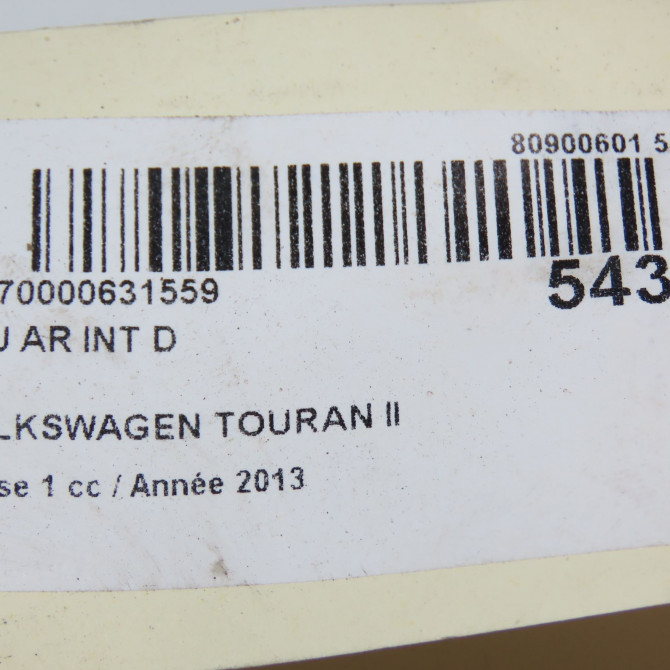 80900601 5
70000631559
543
U AR INT D
LKSWAGEN TOURAN II
se 1 cc / Année 2013